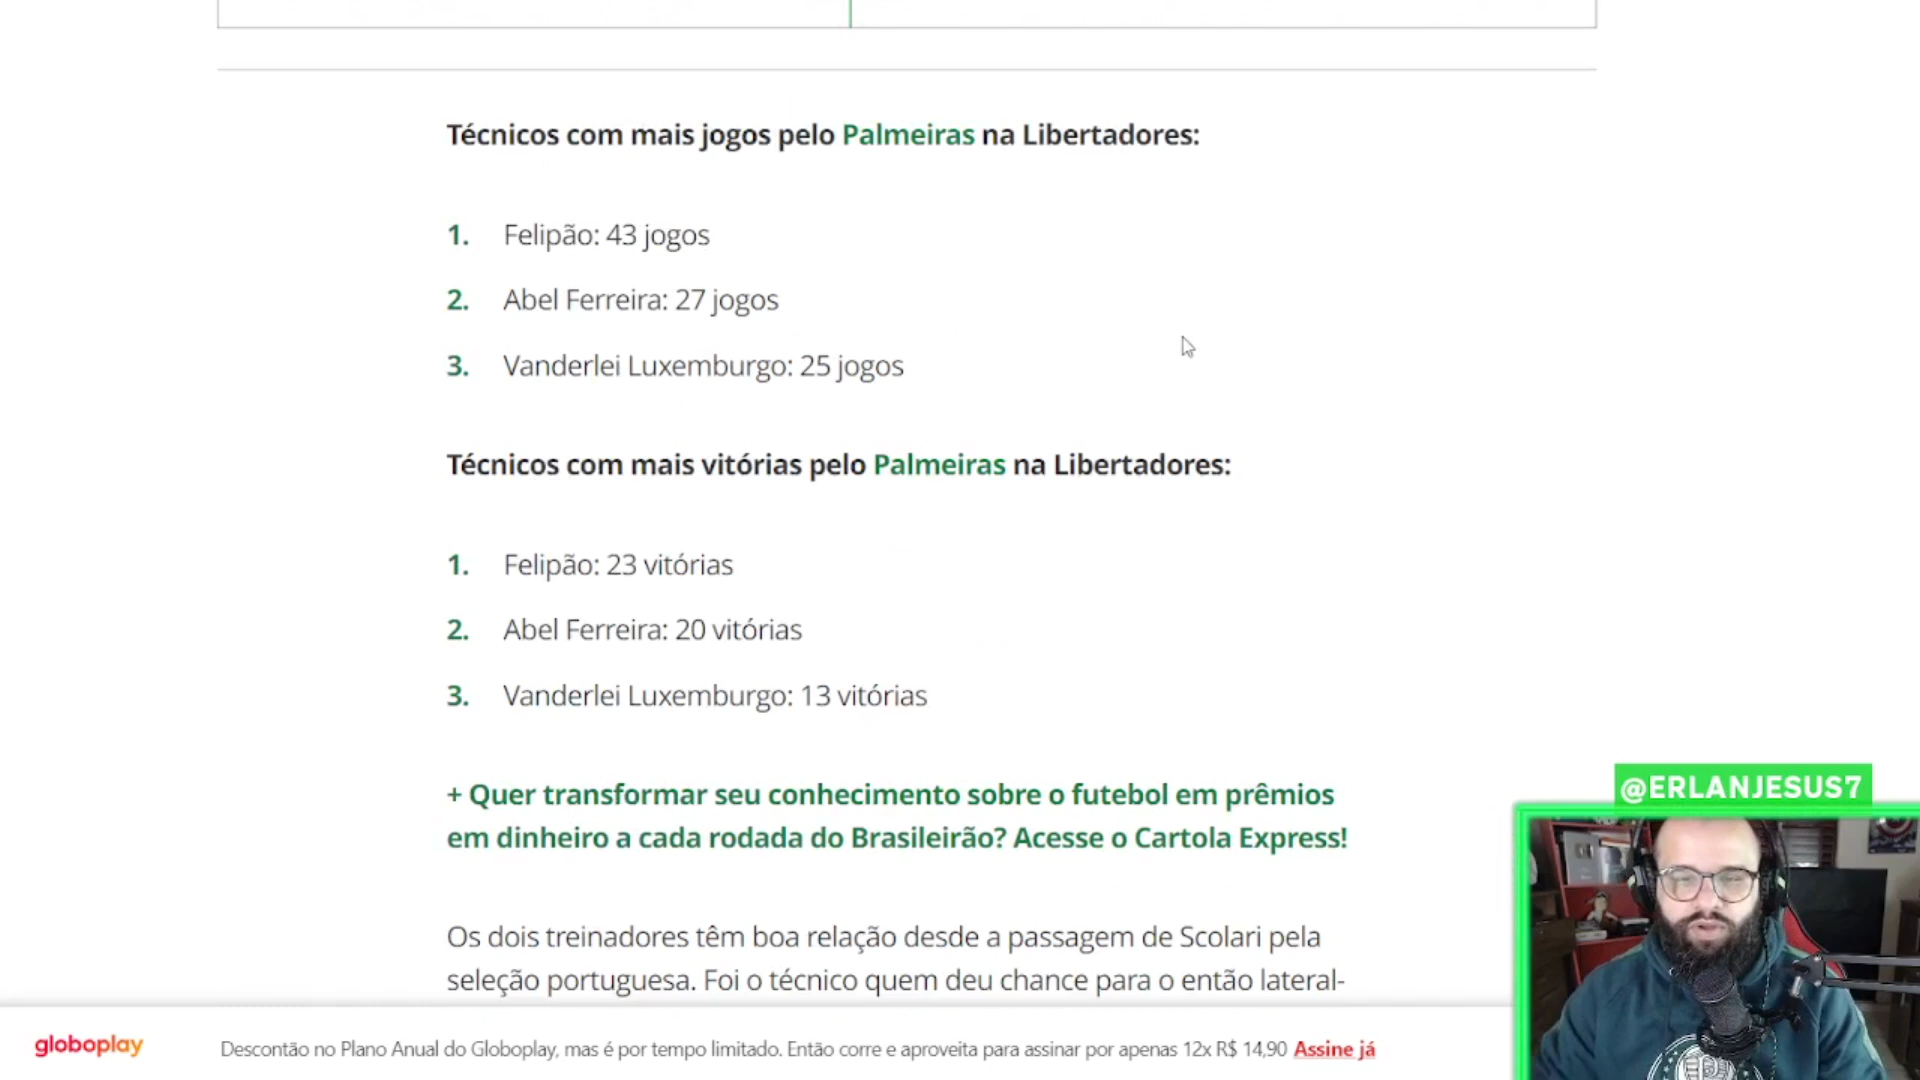 Técnicos com mais jogos pelo Palmeiras na Libertadores:
1. Felipão: 43 jogos
2. Abel Ferreira: 27 jogos
3. Vanderlei Luxemburgo: 25 jogos
Técnicos com mais vitórias pelo Palmeiras na Libertadores:
1. Felipão: 23 vitórias
2. Abel Ferreira: 20 vitórias
3. Vanderlei Luxemburgo: 13 vitórias
+ Quer transformar seu conhecimento sobre o futebol em prêmios
em dinheiro a cada rodada do Brasileirão? Acesse o Cartola Express!
Os dois treinadores têm boa relação desde a passagem de Scolari pela
seleção portuguesa. Foi o técnico quem deu chance para o então lateral-
@ERLANJESUS7
globoplay
Descontão no Plano Anual do Globoplay, mas é por tempo limitado. Então corre e aproveita para assinar por apenas 12x R$ 14,90 Assine já